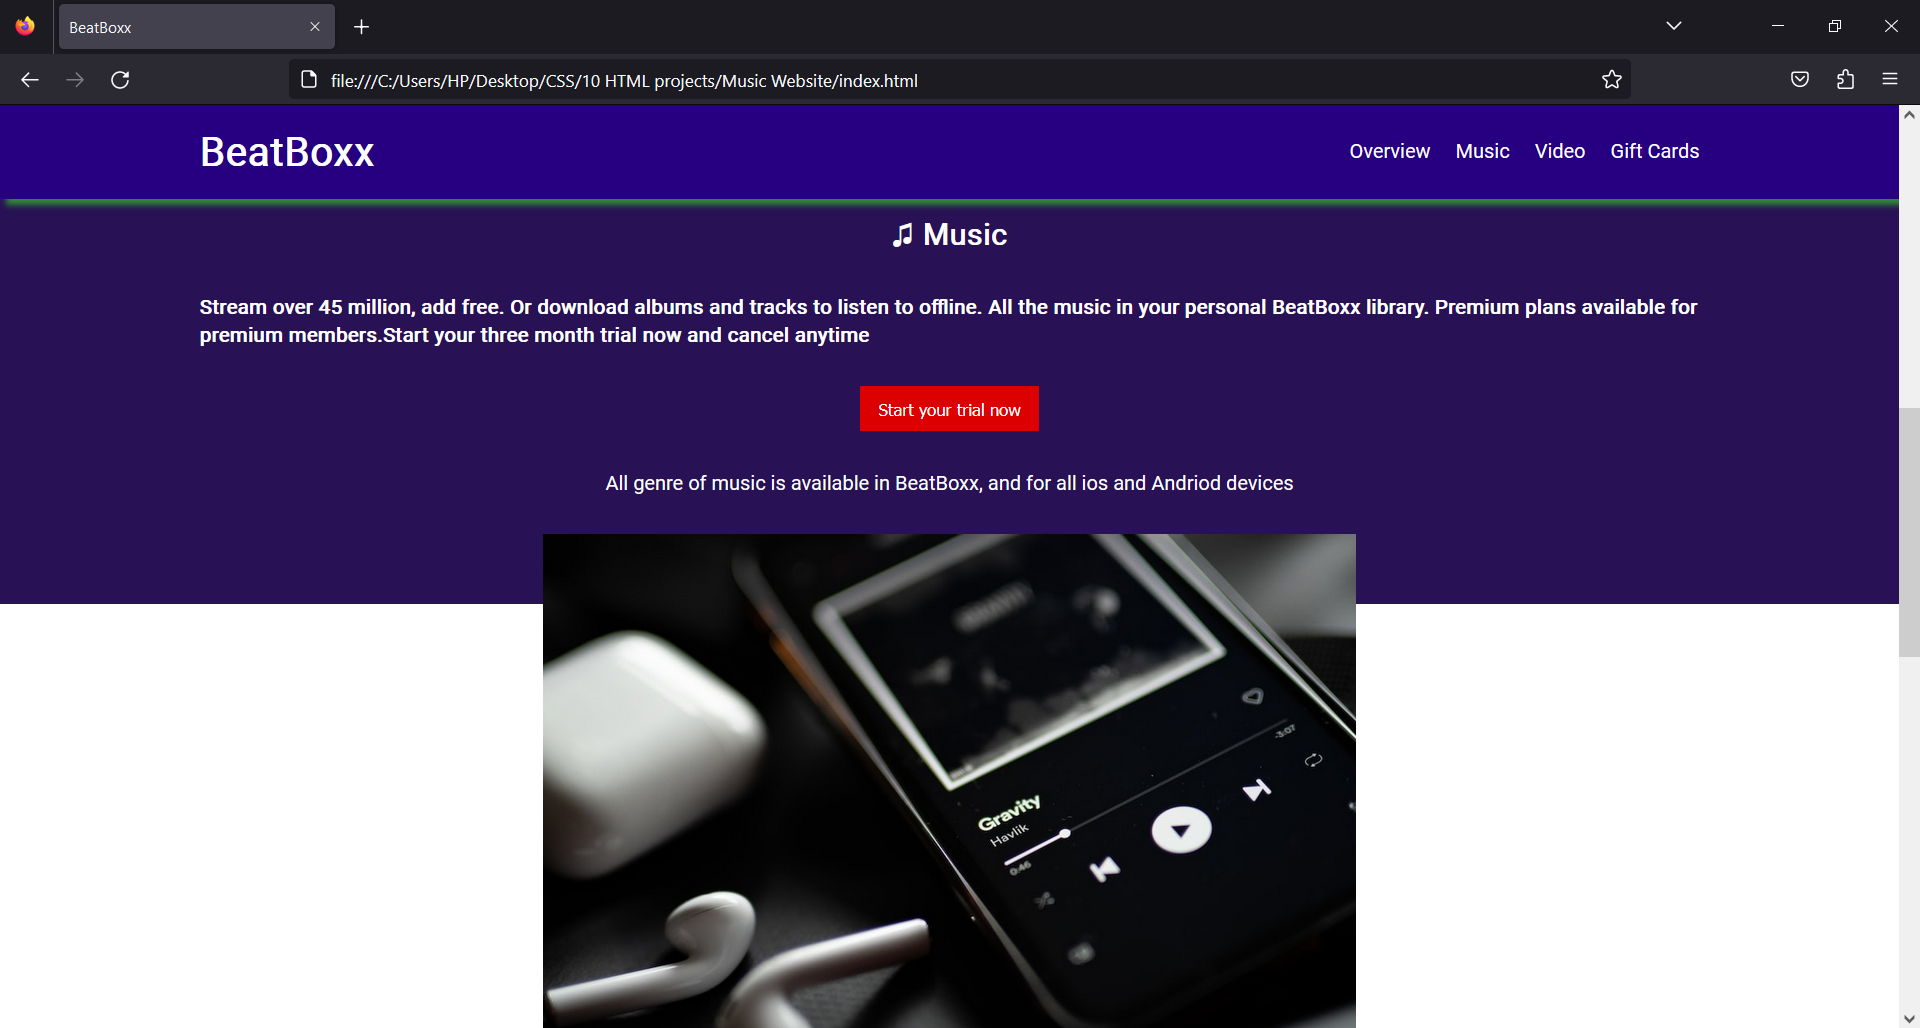 BeatBoxx
file:///C:/Users/HP/Desktop/CSS/10 HTML projects/Music Website/index.html
BeatBoxx
Overview Music Video Gift Cards
Music
Stream over 45 million, add free. Or download albums and tracks to listen to offline. All the music in your personal BeatBoxx library. Premium plans available for
premium members.Start your three month trial now and cancel anytime
Start your trial now
All genre of music is available in BeatBoxx, and for all ios and Andriod devices
-3:07
Gravity
Havlik
0:46